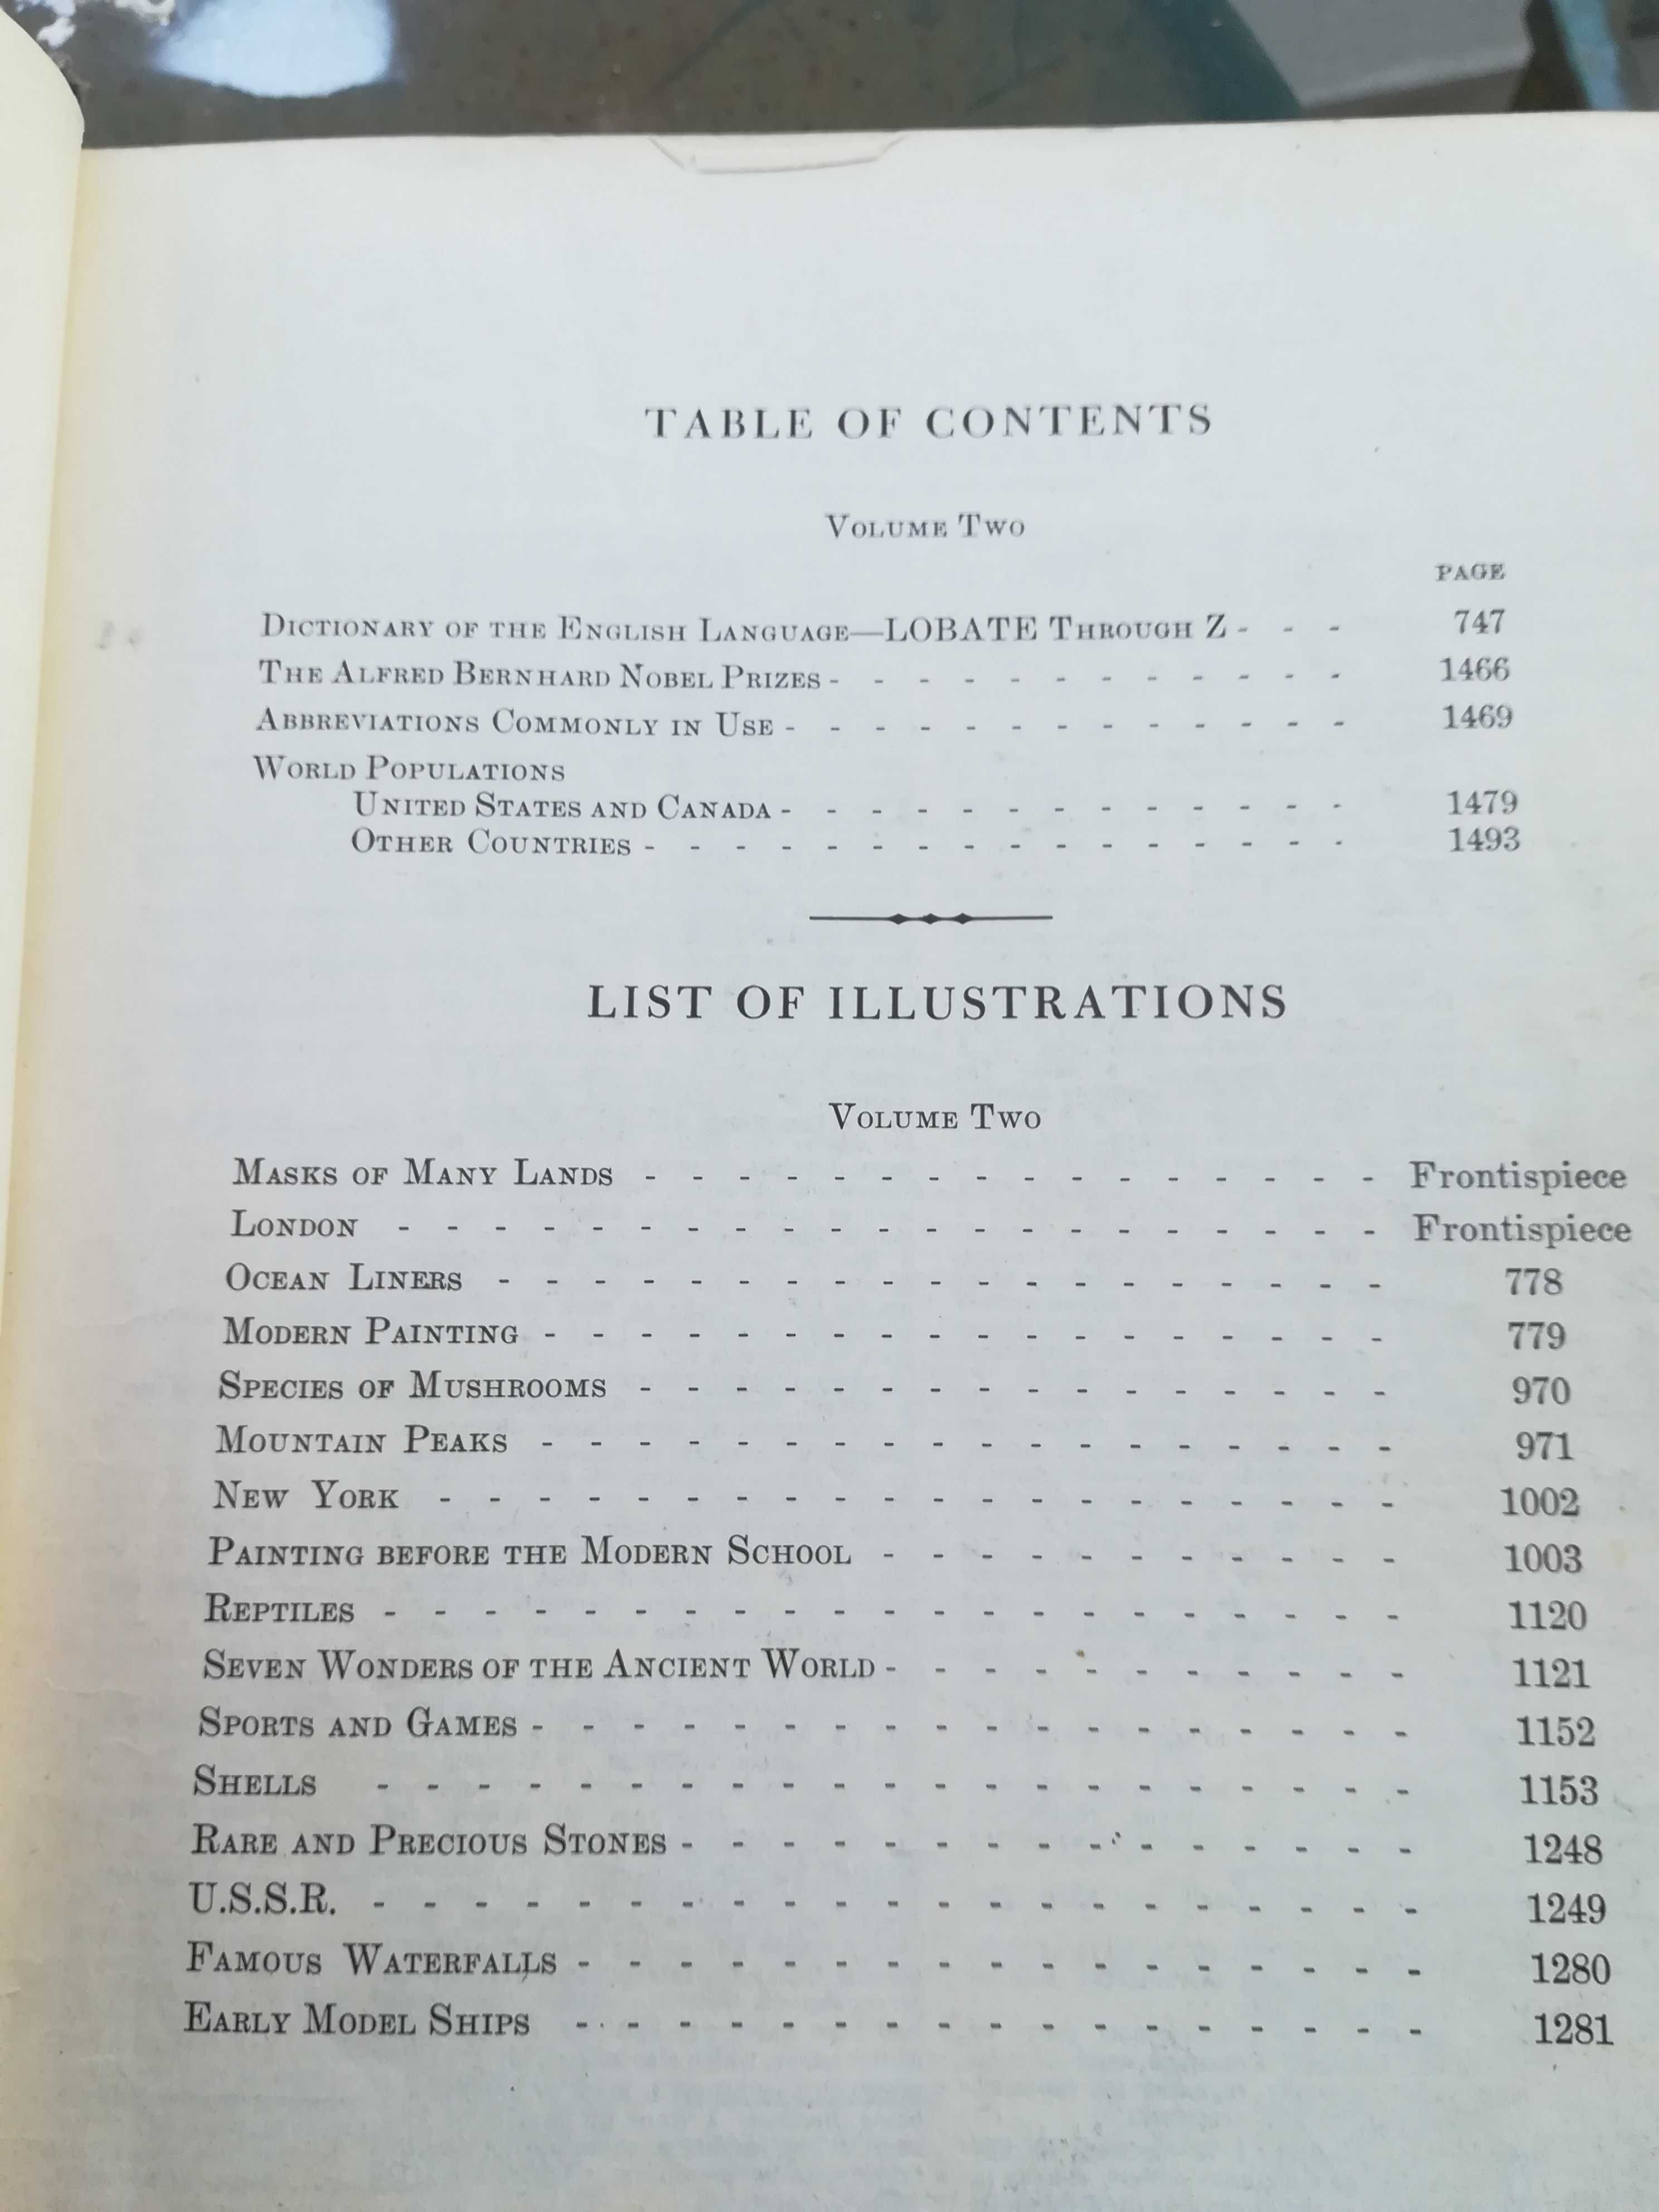 TABLE OF CONTENTS
VOLUME TWO
PAGE
DICTIONARY OF THE ENGLISH LANGUAGE—LOBATE THROUGH Z - - - 747
THE ALFRED BERNHARD NOBEL PRIZES - - - - - - - - - - - - 1466
ABBREVIATIONS COMMONLY IN USE - - - - - - - - - - - - - 1469
WORLD POPULATIONS
UNITED STATES AND CANADA - - - - - - - - - - - - - 1479
OTHER COUNTRIES - - - - - - - - - - - - - - - - 1493
LIST OF ILLUSTRATIONS
VOLUME TWO
MASKS OF MANY LANDS - - - - - - - - - - - - - - - - Frontispiece
LONDON - - - - - - - - - - - - - - - - - - - - - Frontispiece
OCEAN LINERS - - - - - - - - - - - - - - - - - - - 778
MODERN PAINTING - - - - - - - - - - - - - - - - - - 779
SPECIES OF MUSHROOMS - - - - - - - - - - - - - - - - 970
MOUNTAIN PEAKS - - - - - - - - - - - - - - - - - - 971
NEW YORK - - - - - - - - - - - - - - - - - - - - 1002
PAINTING BEFORE THE MODERN SCHOOL - - - - - - - - - - - 1003
REPTILES - - - - - - - - - - - - - - - - - - - - - 1120
SEVEN WONDERS OF THE ANCIENT WORLD - - - - - - - - - - - 1121
SPORTS AND GAMES - - - - - - - - - - - - - - - - - - 1152
SHELLS - - - - - - - - - - - - - - - - - - - - - 1153
RARE AND PRECIOUS STONES - - - - - - - - - - - - - - - 1248
U.S.S.R. - - - - - - - - - - - - - - - - - - - - - 1249
FAMOUS WATERFALLS - - - - - - - - - - - - - - - - - 1280
EARLY MODEL SHIPS - - - - - - - - - - - - - - - - - 1281